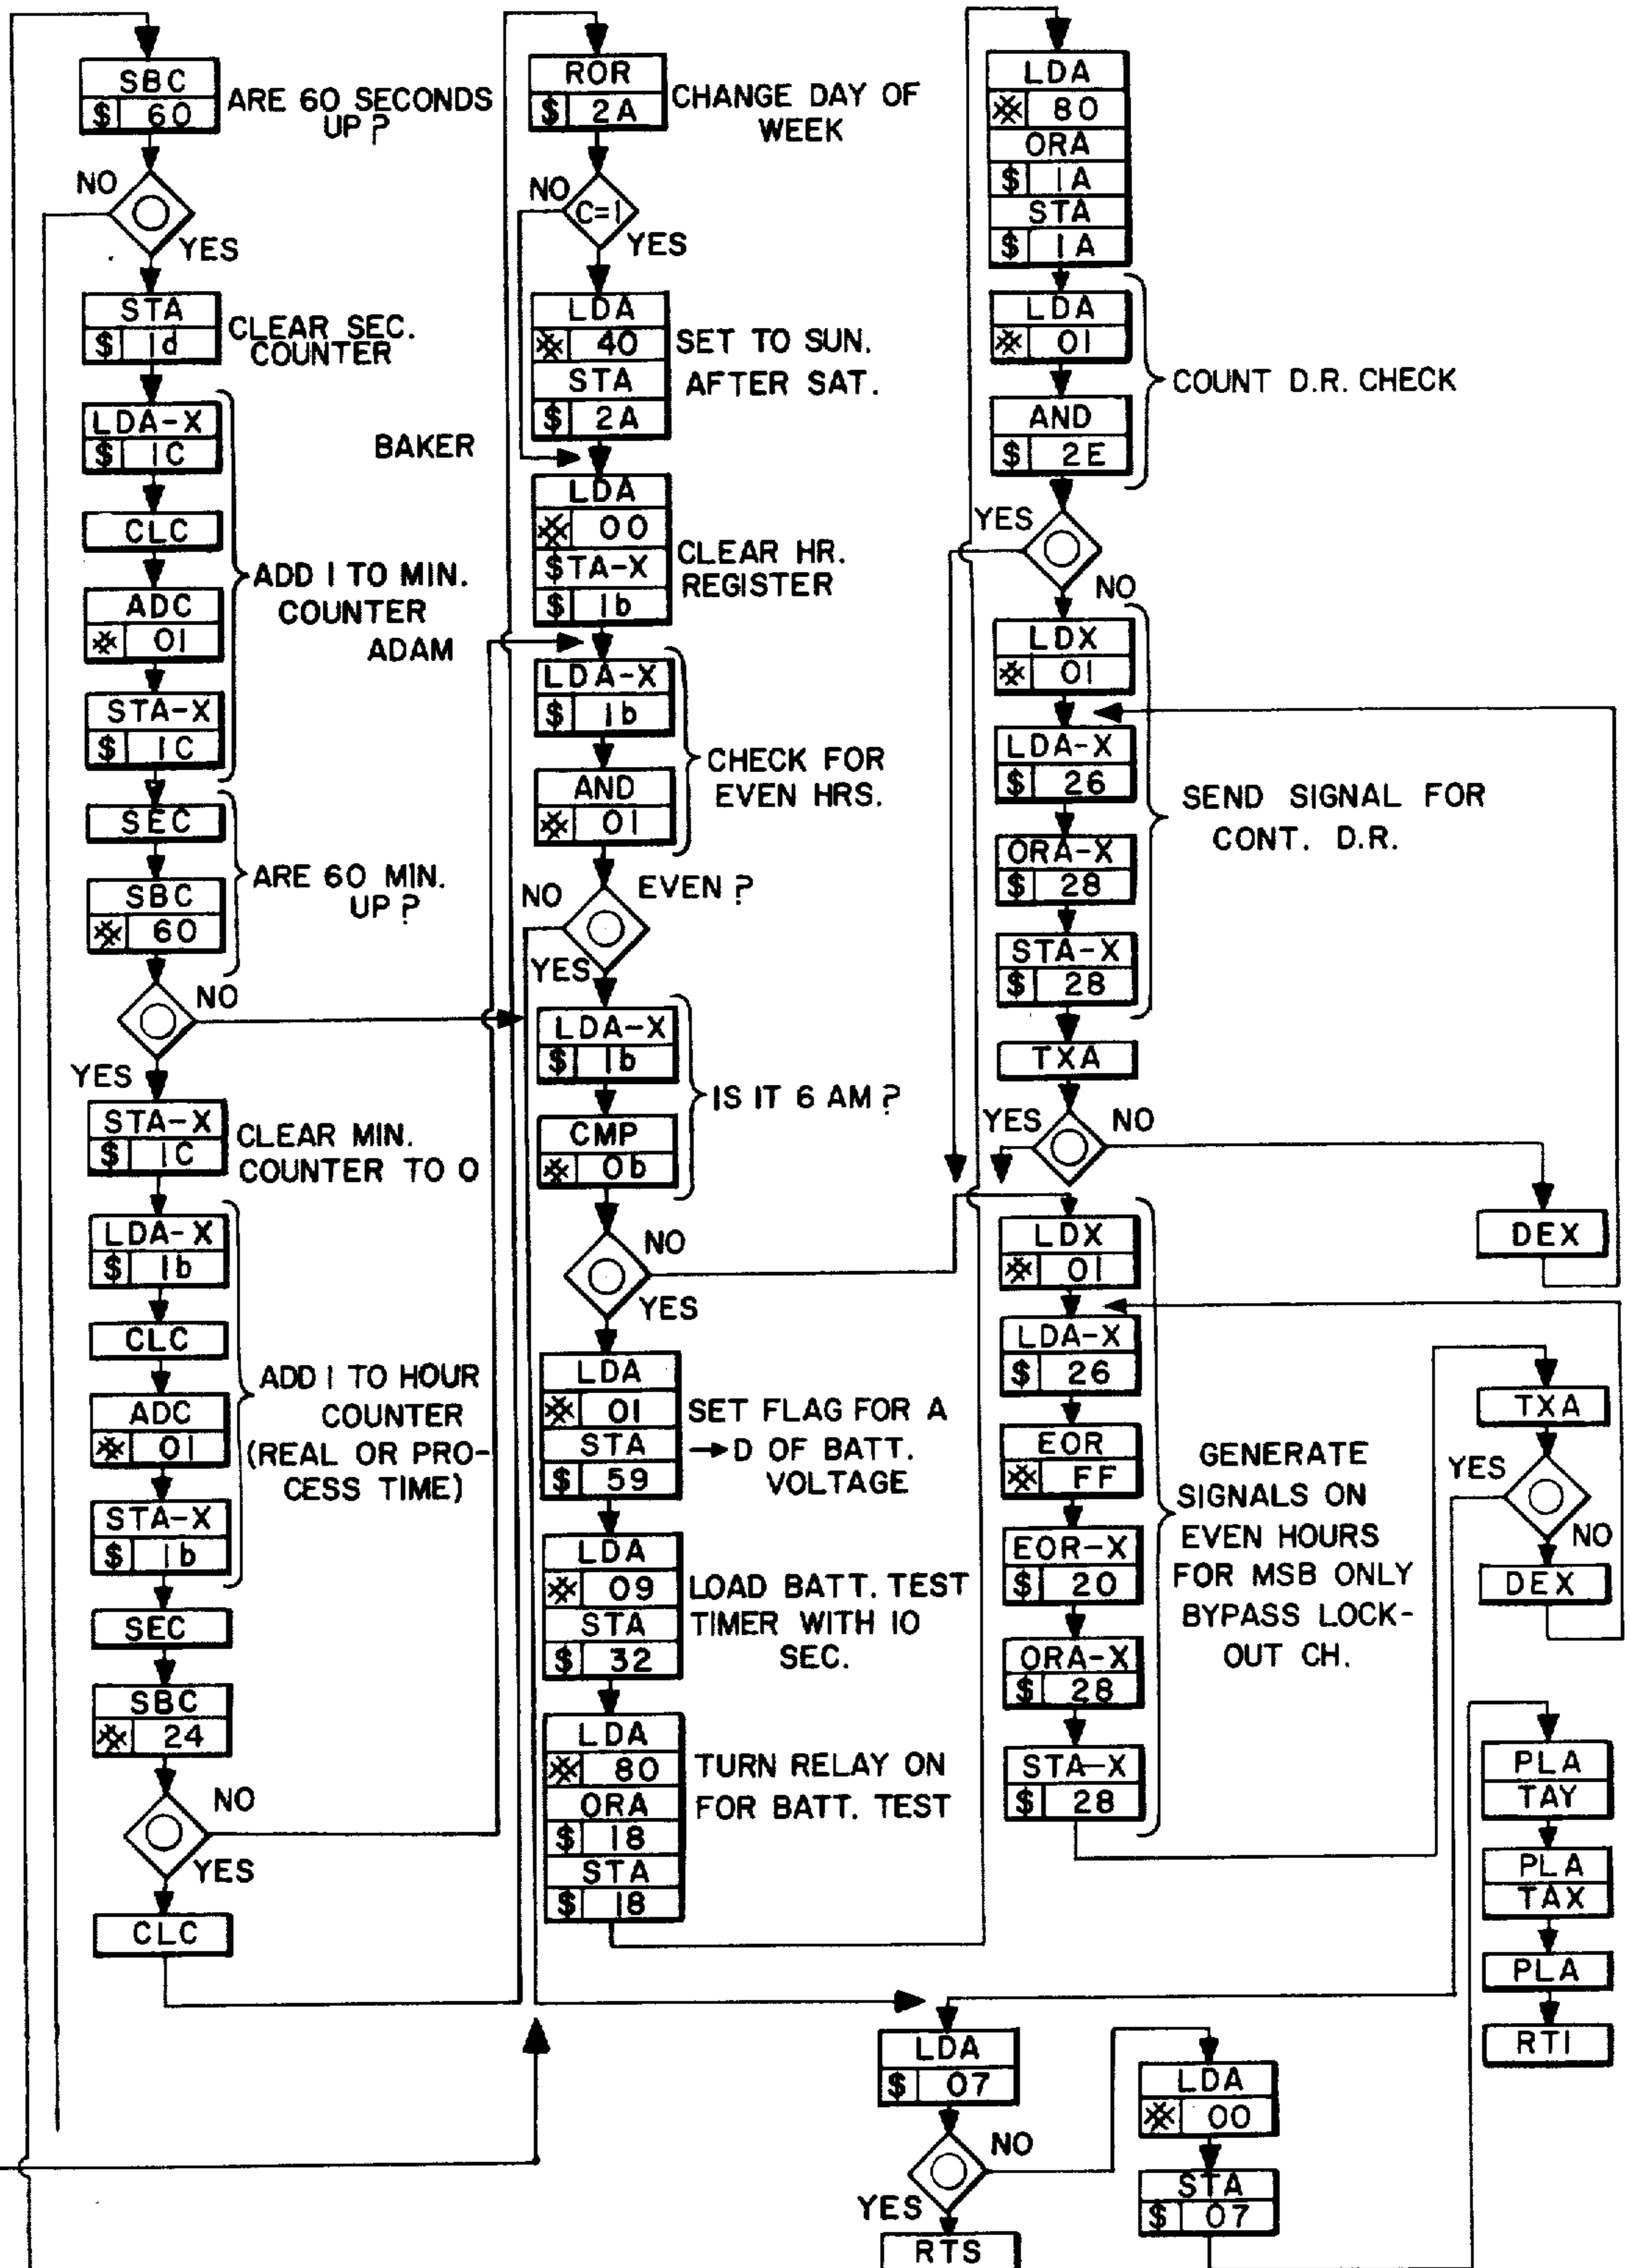 SBC
$ 60
ARE 60 SECONDS
UP?
NO
YES
STA
$ 1d
CLEAR SEC.
COUNTER
LDA-X
$ 1C
CLC
ADC
※ 01
STA-X
$ 1C
ADD 1 TO MIN.
COUNTER
SEC
SBC
※ 60
ARE 60 MIN.
UP?
NO
YES
STA-X
$ 1C
CLEAR MIN.
COUNTER TO 0
LDA-X
$ 1b
CLC
ADC
※ 01
STA-X
$ 1b
ADD 1 TO HOUR
COUNTER
(REAL OR PRO-
CESS TIME)
SEC
SBC
※ 24
NO
YES
CLC
ROR
$ 2A
CHANGE DAY OF
WEEK
NO
C=1
YES
LDA
※ 40
STA
$ 2A
SET TO SUN.
AFTER SAT.
BAKER
LDA
※ 00
$TA-X
$ 1b
CLEAR HR.
REGISTER
ADAM
LDA-X
$ 1b
AND
※ 01
CHECK FOR
EVEN HRS.
NO
EVEN?
YES
LDA-X
$ 1b
CMP
※ 0b
IS IT 6 AM?
NO
YES
LDA
※ 01
STA
$ 59
SET FLAG FOR A
→D OF BATT.
VOLTAGE
LDA
※ 09
STA
$ 32
LOAD BATT. TEST
TIMER WITH 10
SEC.
LDA
※ 80
ORA
$ 18
STA
$ 18
TURN RELAY ON
FOR BATT. TEST
LDA
※ 80
ORA
$ 1A
STA
$ 1A
LDA
※ 01
AND
$ 2E
COUNT D.R. CHECK
YES
NO
LDX
※ 01
LDA-X
$ 26
ORA-X
$ 28
STA-X
$ 28
SEND SIGNAL FOR
CONT. D.R.
TXA
YES
NO
DEX
LDX
※ 01
LDA-X
$ 26
EOR
※ FF
EOR-X
$ 20
ORA-X
$ 28
STA-X
$ 28
GENERATE
SIGNALS ON
EVEN HOURS
FOR MSB ONLY
BYPASS LOCK-
OUT CH.
TXA
YES
NO
DEX
LDA
$ 07
NO
YES
RTS
LDA
※ 00
STA
$ 07
PLA
TAY
PLA
TAX
PLA
RTI